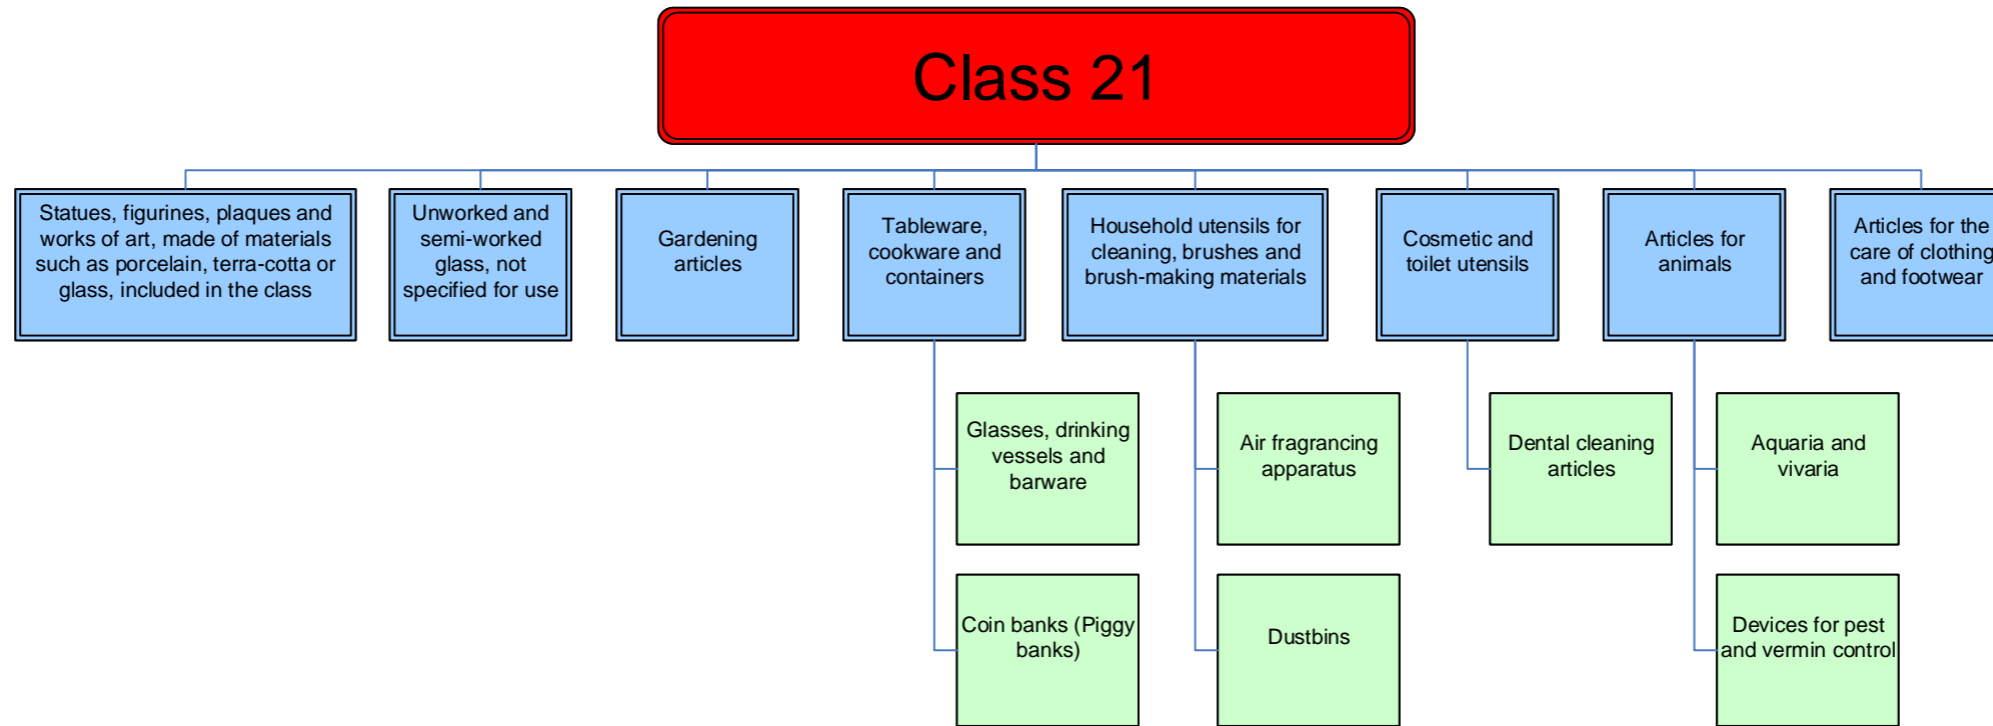 Class 21
Statues, figurines, plaques and
works of art, made of materials
such as porcelain, terra-cotta or
glass, included in the class
Unworked and
semi-worked
glass, not
specified for use
Gardening
articles
Tableware,
cookware and
containers
Household utensils for
cleaning, brushes and
brush-making materials
Cosmetic and
toilet utensils
Articles for
animals
Articles for the
care of clothing
and footwear
Glasses, drinking
vessels and
barware
Air fragrancing
apparatus
Dental cleaning
articles
Aquaria and
vivaria
Coin banks (Piggy
banks)
Dustbins
Devices for pest
and vermin control